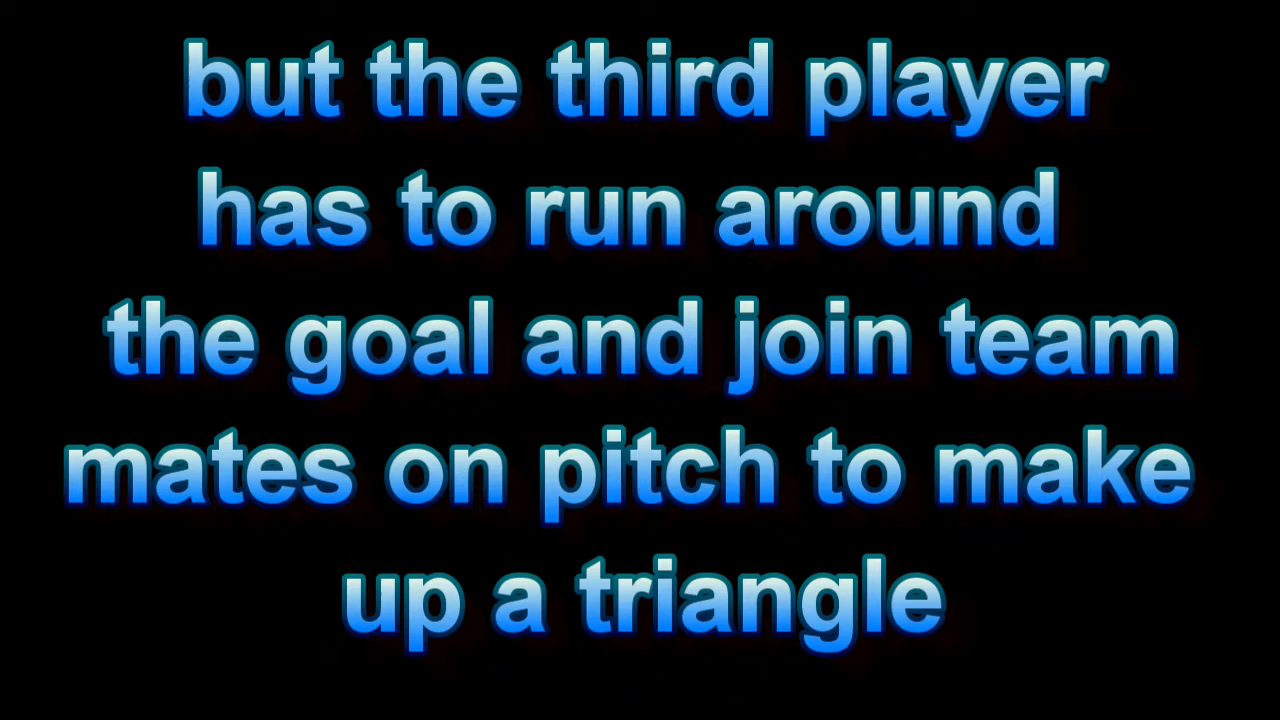 but the third player
has to run around
the goal and join team
mates on pitch to make
up a triangle